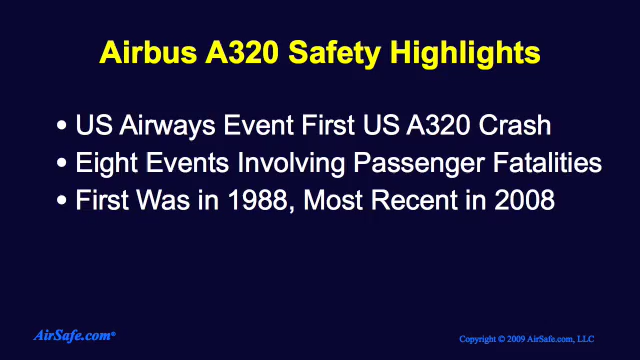 Airbus A320 Safety Highlights
• US Airways Event First US A320 Crash
• Eight Events Involving Passenger Fatalities
• First Was in 1988, Most Recent in 2008
AirSafe.com®
Copyright © 2009 AirSafe.com, LLC